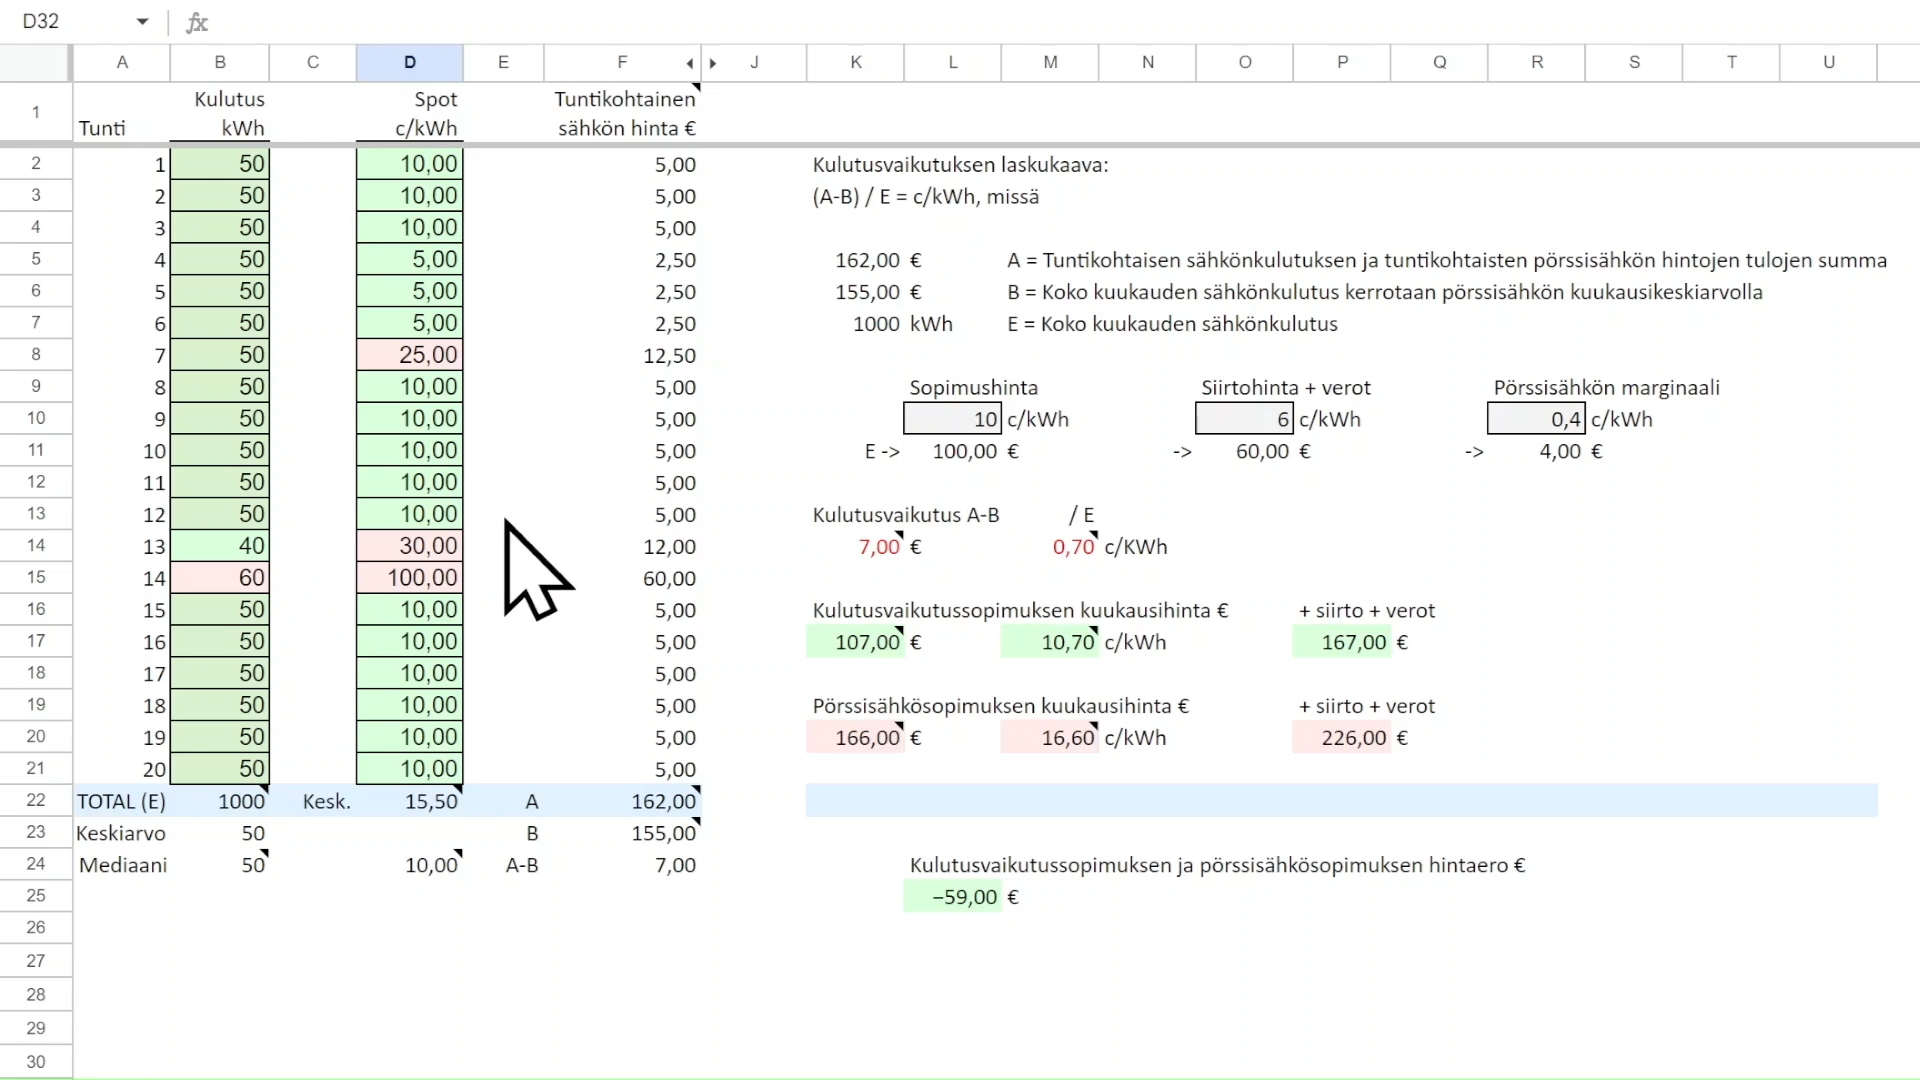 D32 fx
A B C D E F J K L M N O P Q R S T U
1 Tunti Kulutus kWh Spot c/kWh Tuntikohtainen sähkön hinta €
2 1 50 10,00 5,00 Kulutusvaikutuksen laskukaava:
3 2 50 10,00 5,00 (A-B) / E = c/kWh, missä
4 3 50 10,00 5,00
5 4 50 5,00 2,50 162,00 € A = Tuntikohtaisen sähkönkulutuksen ja tuntikohtaisten pörssisähkön hintojen tulojen summa
6 5 50 5,00 2,50 155,00 € B = Koko kuukauden sähkönkulutus kerrotaan pörssisähkön kuukausikeskiarvolla
7 6 50 5,00 2,50 1000 kWh E = Koko kuukauden sähkönkulutus
8 7 50 25,00 12,50
9 8 50 10,00 5,00 Sopimushinta Siirtohinta + verot Pörssisähkön marginaali
10 9 50 10,00 5,00 10 c/kWh 6 c/kWh 0,4 c/kWh
11 10 50 10,00 5,00 E -> 100,00 € -> 60,00 € -> 4,00 €
12 11 50 10,00 5,00
13 12 50 10,00 5,00 Kulutusvaikutus A-B / E
14 13 40 30,00 12,00 7,00 € 0,70 c/KWh
15 14 60 100,00 60,00
16 15 50 10,00 5,00 Kulutusvaikutussopimuksen kuukausihinta € + siirto + verot
17 16 50 10,00 5,00 107,00 € 10,70 c/kWh 167,00 €
18 17 50 10,00 5,00
19 18 50 10,00 5,00 Pörssisähkösopimuksen kuukausihinta € + siirto + verot
20 19 50 10,00 5,00 166,00 € 16,60 c/kWh 226,00 €
21 20 50 10,00 5,00
22 TOTAL (E) 1000 Kesk. 15,50 A 162,00
23 Keskiarvo 50 B 155,00
24 Mediaani 50 10,00 A-B 7,00 Kulutusvaikutussopimuksen ja pörssisähkösopimuksen hintaero €
25 −59,00 €
26
27
28
29
30